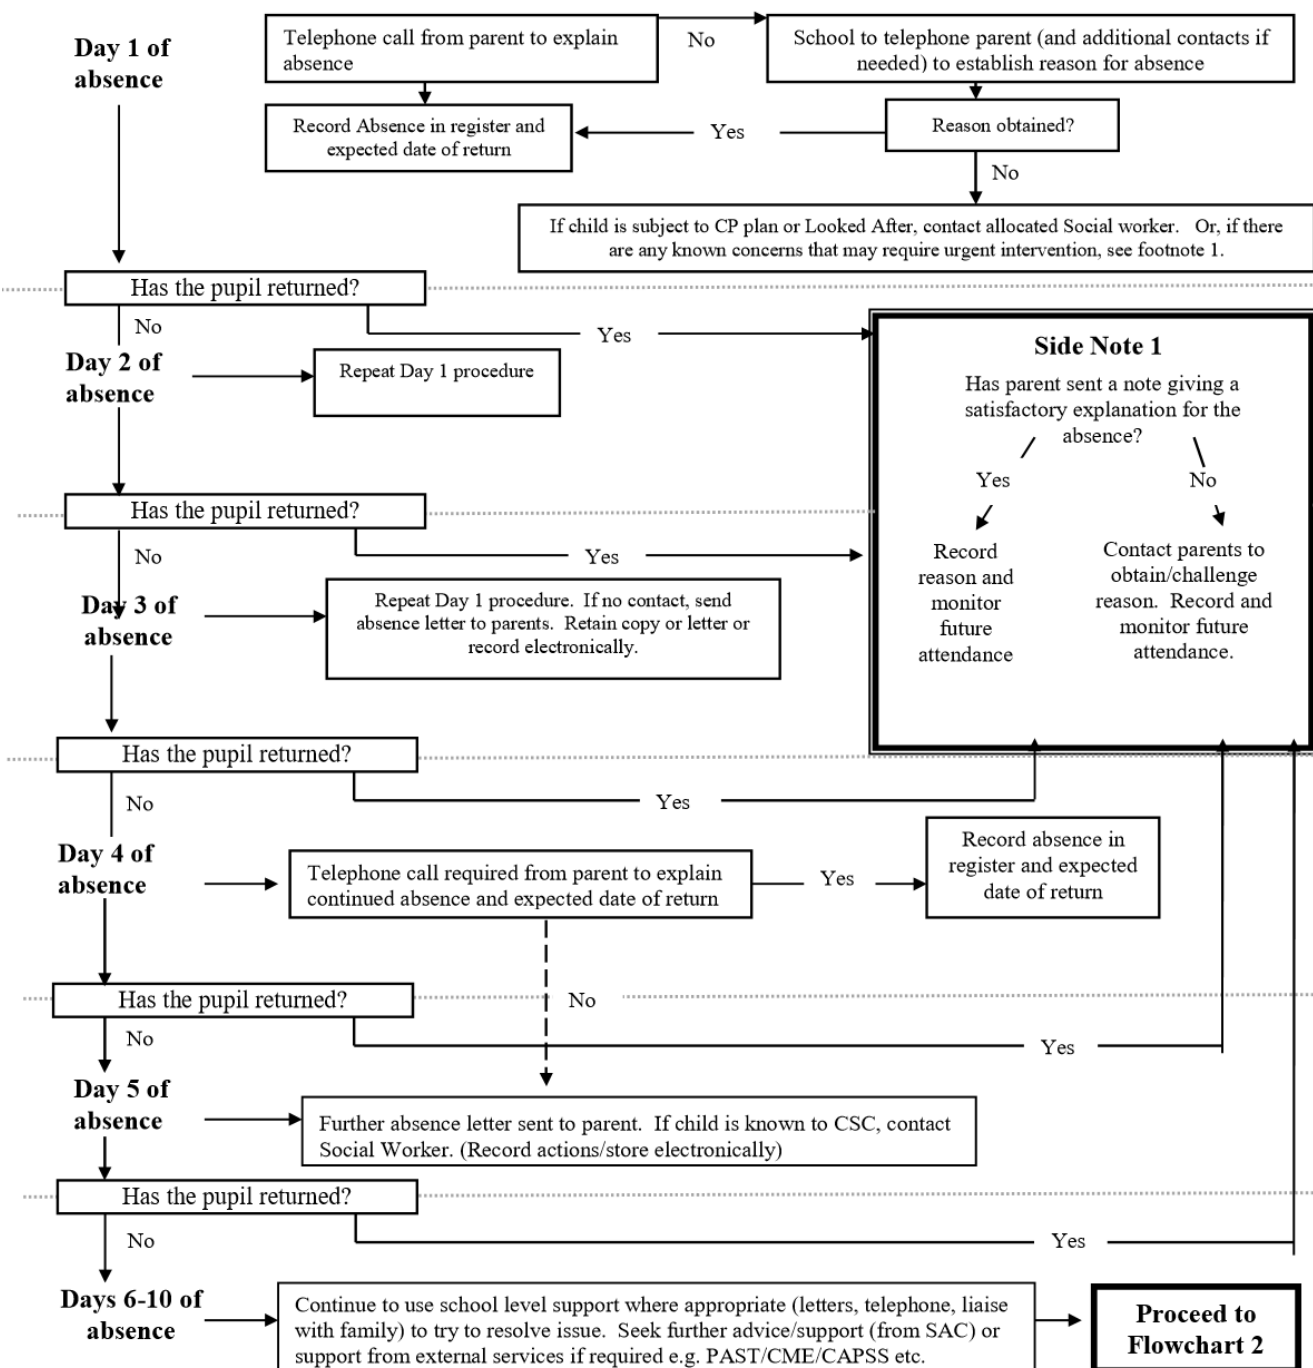 Day 1 of
absence
Telephone call from parent to explain
absence
No
School to telephone parent (and additional contacts if
needed) to establish reason for absence
Record Absence in register and
expected date of return
Yes
Reason obtained?
No
If child is subject to CP plan or Looked After, contact allocated Social worker. Or, if there
are any known concerns that may require urgent intervention, see footnote 1.
Has the pupil returned?
No
Yes
Day 2 of
absence
Repeat Day 1 procedure
Side Note 1
Has parent sent a note giving a
satisfactory explanation for the
absence?
Yes
No
Record
reason and
monitor
future
attendance
Contact parents to
obtain/challenge
reason. Record and
monitor future
attendance.
Has the pupil returned?
No
Yes
Day 3 of
absence
Repeat Day 1 procedure. If no contact, send
absence letter to parents. Retain copy or letter or
record electronically.
Has the pupil returned?
No
Yes
Day 4 of
absence
Telephone call required from parent to explain
continued absence and expected date of return
Yes
Record absence in
register and expected
date of return
Has the pupil returned?
No
No
Yes
Day 5 of
absence
Further absence letter sent to parent. If child is known to CSC, contact
Social Worker. (Record actions/store electronically)
Has the pupil returned?
No
Yes
Days 6-10 of
absence
Continue to use school level support where appropriate (letters, telephone, liaise
with family) to try to resolve issue. Seek further advice/support (from SAC) or
support from external services if required e.g. PAST/CME/CAPSS etc.
Proceed to
Flowchart 2